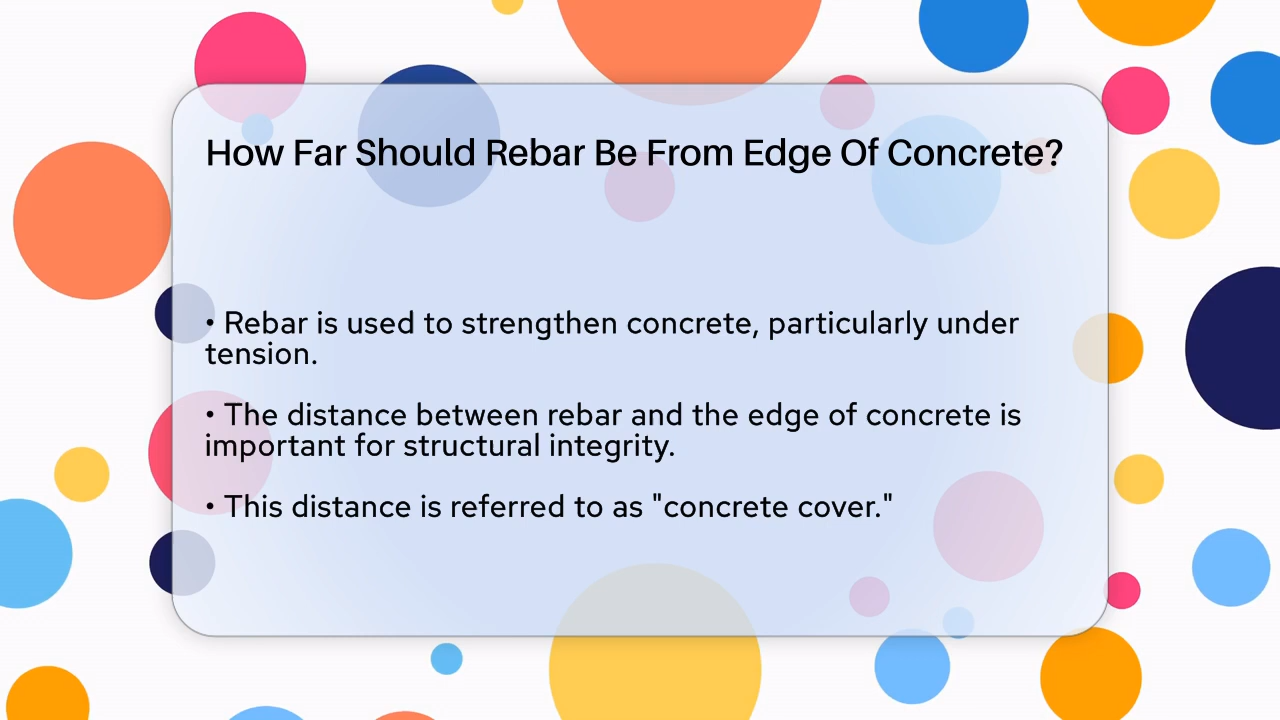 How Far Should Rebar Be From Edge Of Concrete?
• Rebar is used to strengthen concrete, particularly under
tension.
• The distance between rebar and the edge of concrete is
important for structural integrity.
• This distance is referred to as "concrete cover."